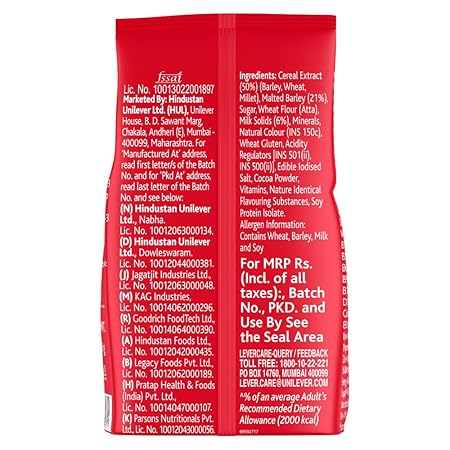 fssai
Lic. No. 10013022001897
Marketed By: Hindustan
Unilever Ltd. (HUL), Unilever
House, B. D. Sawant Marg,
Chakala, Andheri (E), Mumbai -
400099, Maharashtra. For
'Manufactured At' address,
read first letter/s of the Batch
No. and for 'Pkd At' address,
read last letter of the Batch
No. and see below:
(N) Hindustan Unilever
Ltd., Nabha.
Lic. No. 10012063000134.
(D) Hindustan Unilever
Ltd., Dowleswaram.
Lic. No. 10012044000381.
(J) Jagatjit Industries Ltd.,
Lic. No. 10012063000048.
(M) KAG Industries,
Lic. No. 10014062000296.
(R) Goodrich FoodTech Ltd.,
Lic. No. 10014064000390.
(A) Hindustan Foods Ltd.,
Lic. No. 10012042000435.
(B) Legacy Foods Pvt. Ltd.,
Lic. No. 10012062000189.
(H) Pratap Health & Foods
(India) Pvt. Ltd.,
Lic. No. 10014047000107.
(K) Parsons Nutritionals Pvt.
Ltd., Lic. No. 10012043000056.
Ingredients: Cereal Extract
(50%) (Barley, Wheat,
Millet), Malted Barley (21%),
Sugar, Wheat Flour (Atta),
Milk Solids (6%), Minerals,
Natural Colour (INS 150c),
Wheat Gluten, Acidity
Regulators [INS 501(ii),
INS 500(ii)], Edible Iodised
Salt, Cocoa Powder,
Vitamins, Nature Identical
Flavouring Substances, Soy
Protein Isolate.
Allergen Information:
Contains Wheat, Barley, Milk
and Soy
For MRP Rs.
(Incl. of all
taxes):, Batch
No., PKD. and
Use By See
the Seal Area
LEVERCARE-QUERY / FEEDBACK
TOLL FREE: 1800-10-22-221
PO BOX 14760, MUMBAI 400099
LEVER.CARE@UNILEVER.COM
^% of an average Adult's
Recommended Dietary
Allowance (2000 kcal)